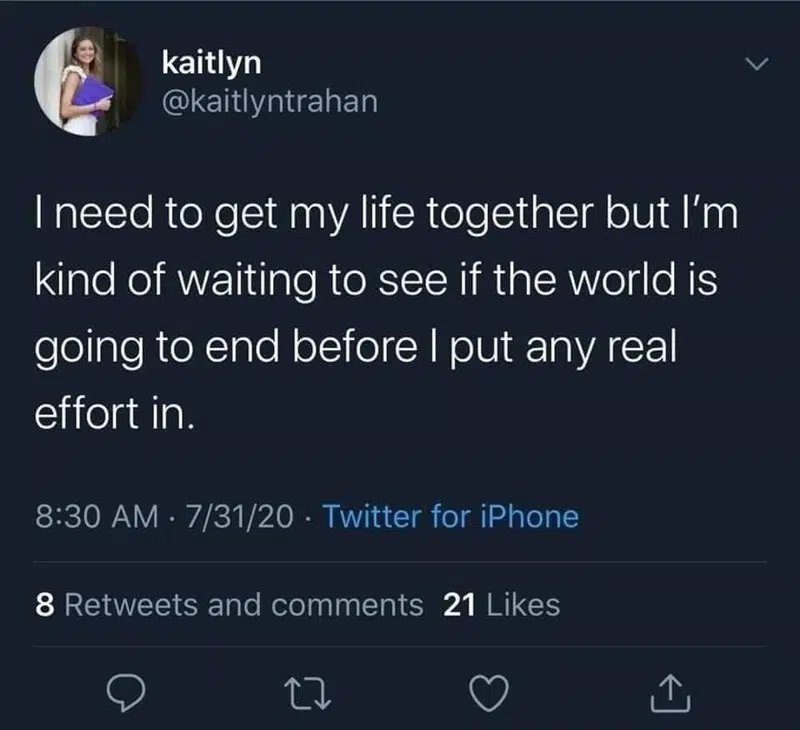 kaitlyn
@kaitlyntrahan
I need to get my life together but I'm
kind of waiting to see if the world is
going to end before I put any real
effort in.
8:30 AM · 7/31/20 · Twitter for iPhone
8 Retweets and comments 21 Likes